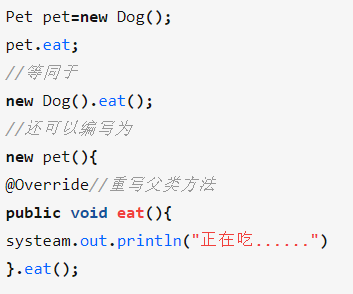 Pet pet=new Dog();
pet.eat;
//等同于
new Dog().eat();
//还可以编写为
new pet(){
@Override//重写父类方法
public void eat(){
systeam.out.println("正在吃......")
}.eat();